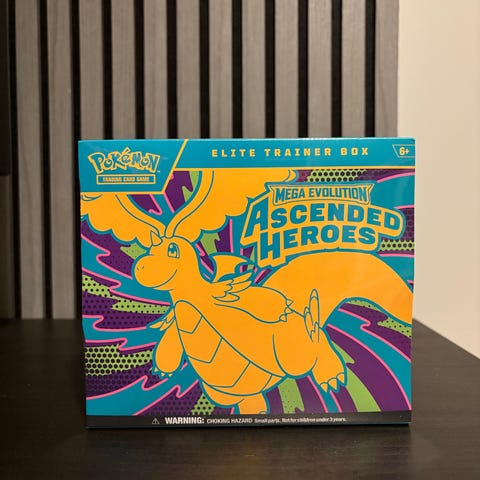 POKéMON
TRADING CARD GAME
ELITE TRAINER BOX
6+
MEGA EVOLUTION
ASCENDED
HEROES
⚠ WARNING: CHOKING HAZARD Small parts. Not for children under 3 years.